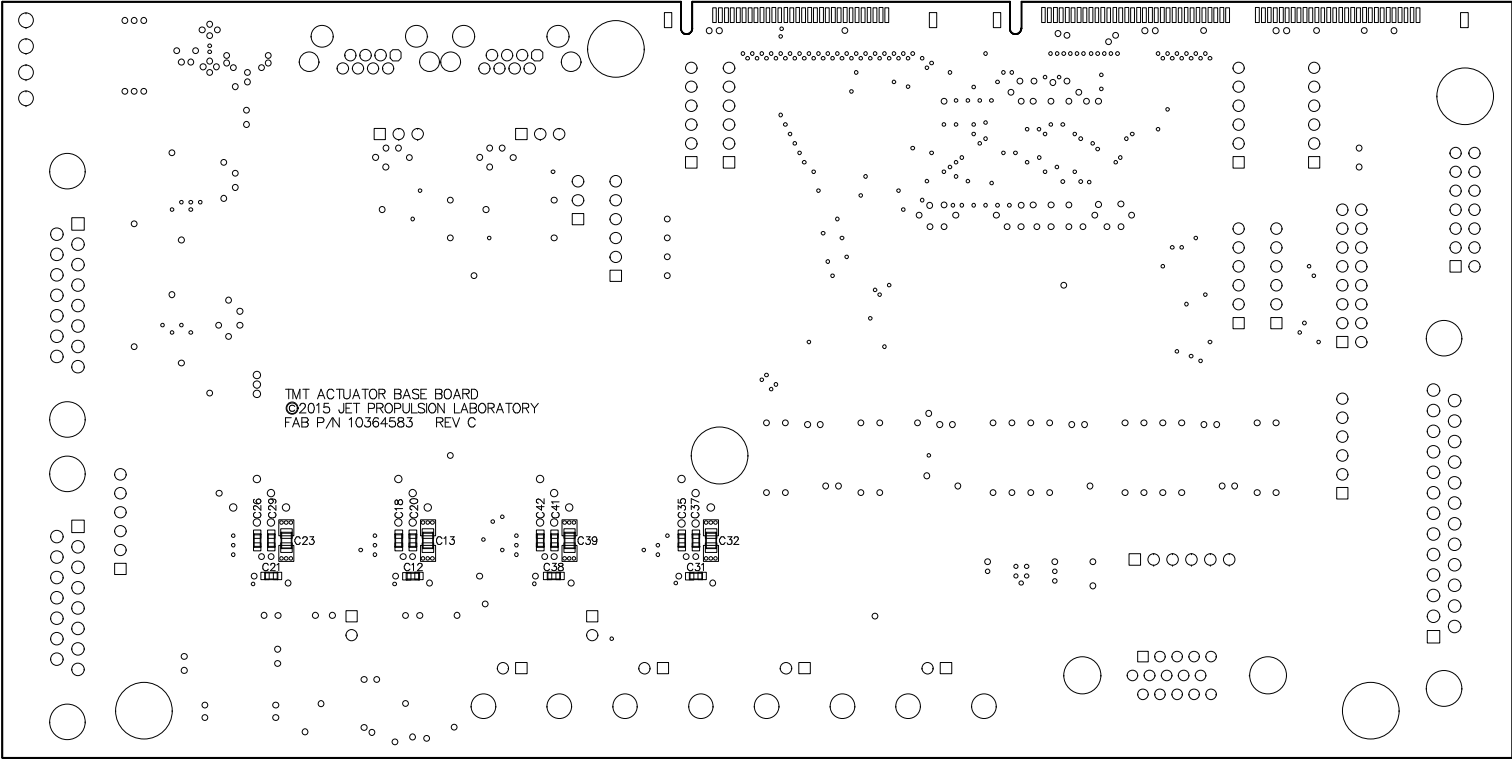 TMT ACTUATOR BASE BOARD
©2015 JET PROPULSION LABORATORY
FAB P/N 10364583 REV C
C26
C29
C18
C20
C42
C41
C35
C37
C23
C13
C39
C32
C21
C12
C38
C31